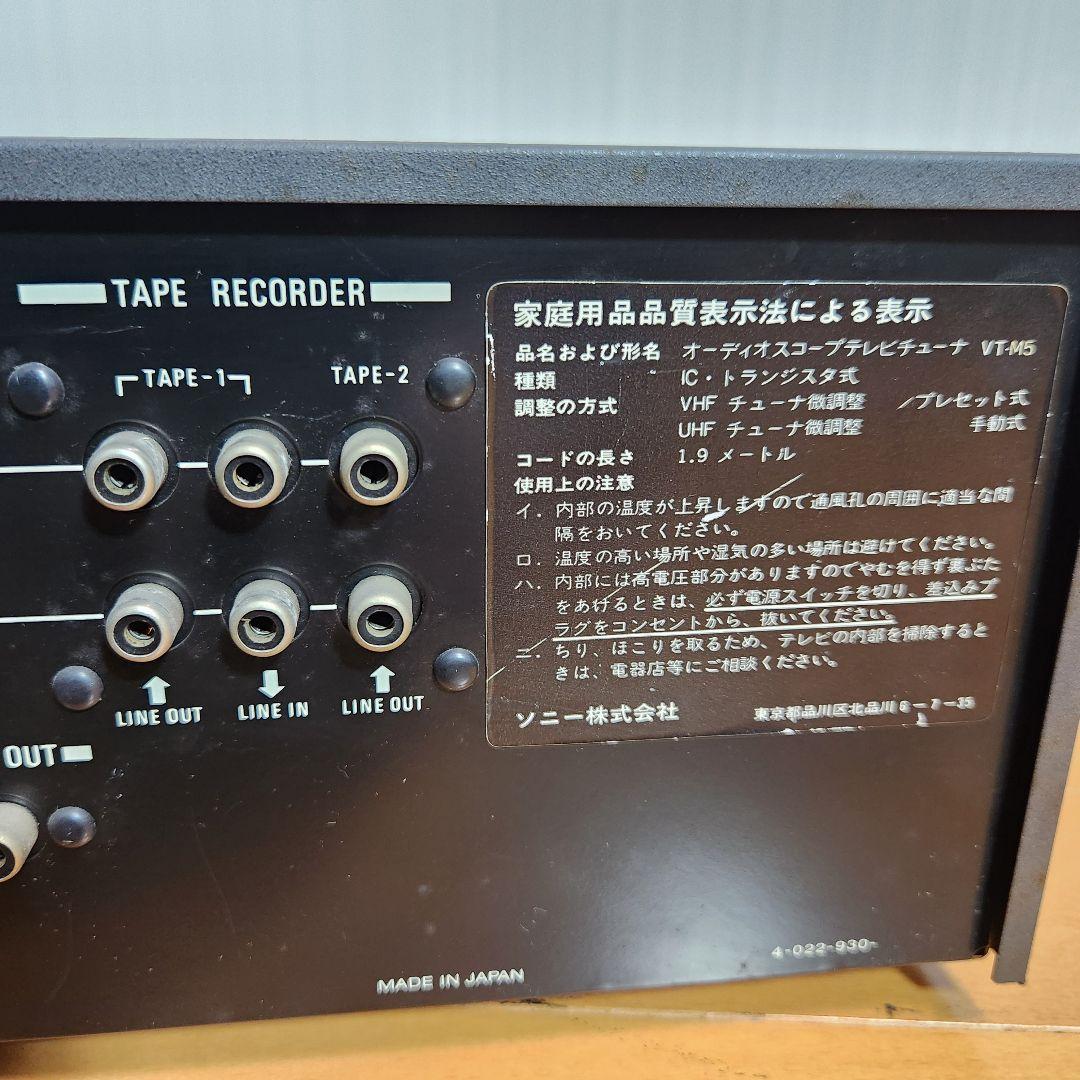 TAPE RECORDER
TAPE-1
TAPE-2
LINE OUT
LINE IN
LINE OUT
OUT
家庭用品品質表示法による表示
品名および形名 オーディオスコープテレビチューナ VT-M5
種類 IC・トランジスタ式
調整の方式 VHF チューナ微調整 プレセット式
UHF チューナ微調整 手動式
コードの長さ 1.9 メートル
使用上の注意
イ. 内部の温度が上昇しますので通風孔の周囲に適当な間
隔をおいてください。
ロ. 温度の高い場所や湿気の多い場所は避けてください。
ハ. 内部には高電圧部分がありますのでやむを得ず裏ぶた
をあけるときは、必ず電源スイッチを切り、差込みプ
ラグをコンセントから、抜いてください。
ニ. ちり、ほこりを取るため、テレビの内部を掃除すると
きは、電器店等にご相談ください。
ソニー株式会社 東京都品川区北品川 6-7-35
4-022-930-
MADE IN JAPAN